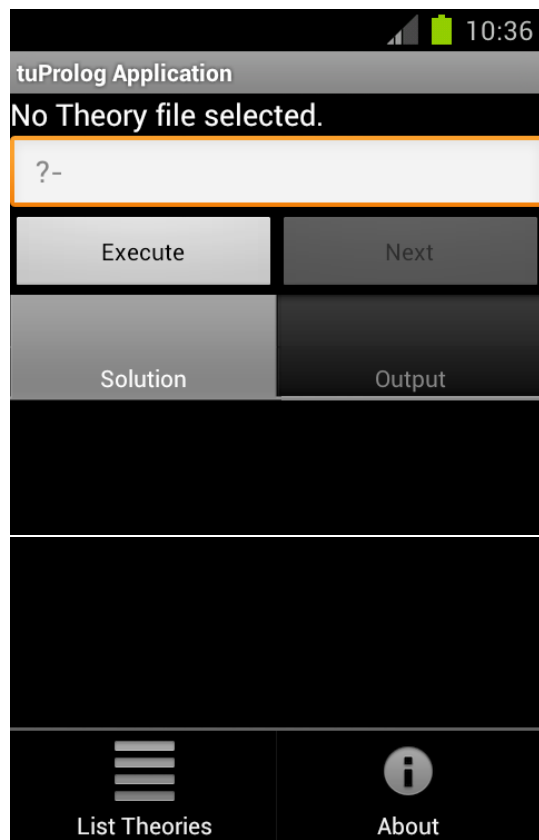 10:36
tuProlog Application
No Theory file selected.
?-
Execute Next
Solution Output
List Theories About